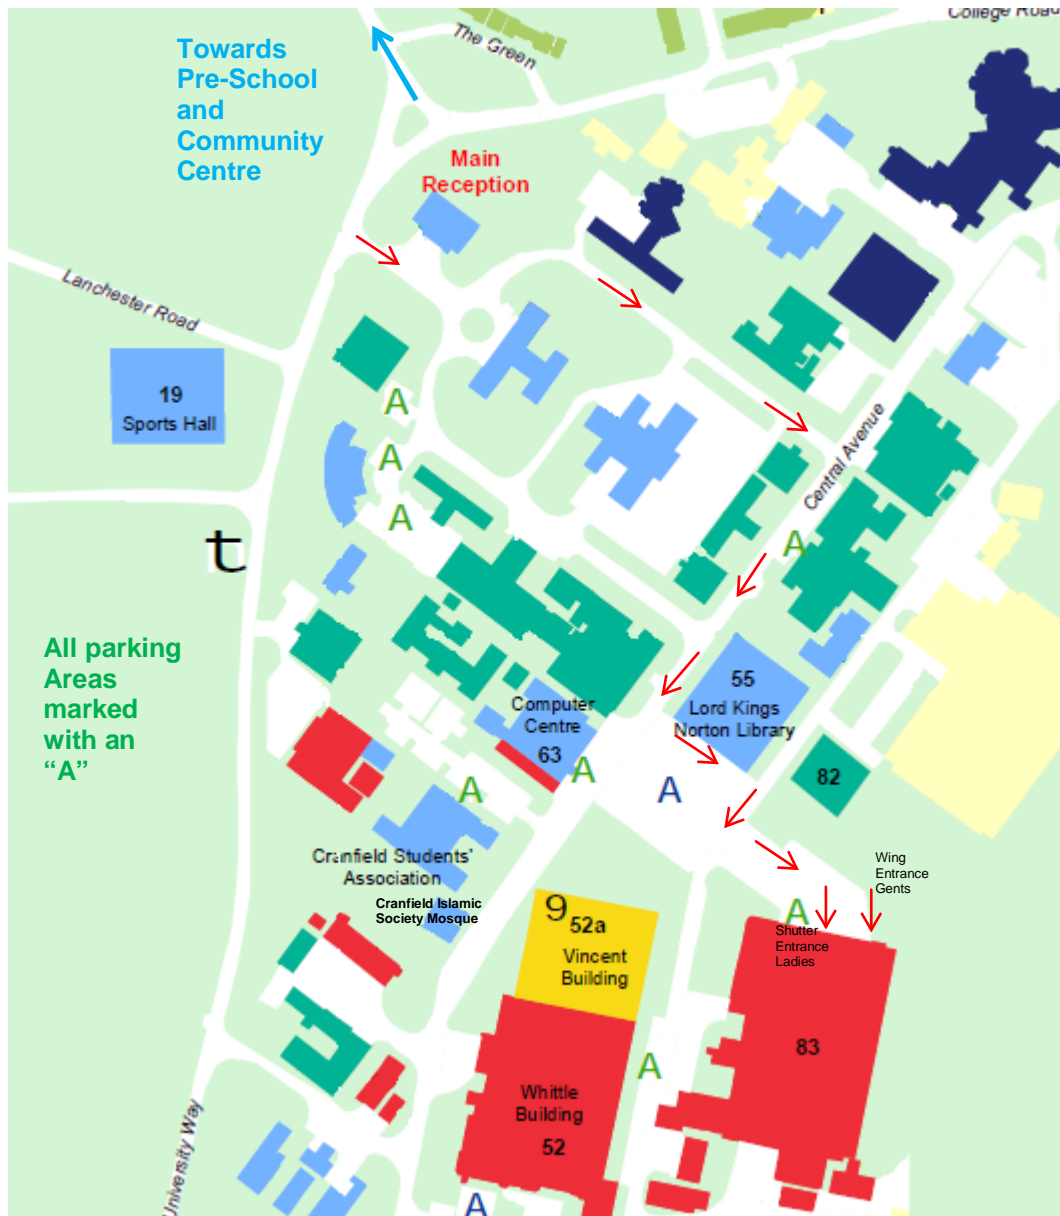 College Road
The Green
Towards
Pre-School
and
Community
Centre
Main
Reception
Lanchester Road
19
Sports Hall
A
A
A
Central Avenue
A
t
All parking
Areas
marked
with an
“A”
55
Lord Kings
Norton Library
Computer
Centre
63
A
A
A
82
Cranfield Students'
Association
Cranfield Islamic
Society Mosque
Wing
Entrance
Gents
9
52a
Vincent
Building
A
Shutter
Entrance
Ladies
83
A
Whittle
Building
52
University Way
A